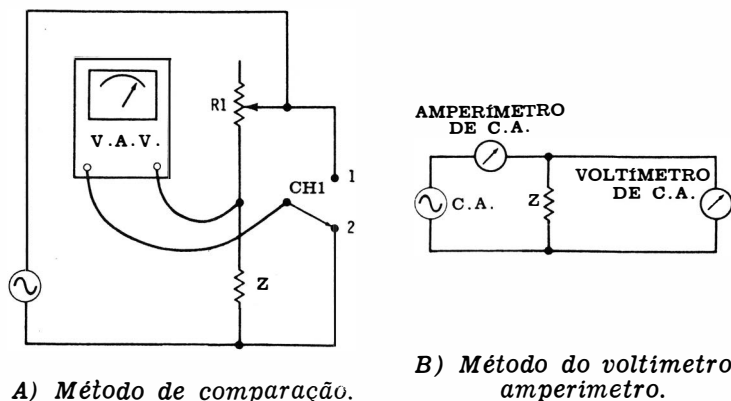 R1
V.A.V.
1
CH1
2
Z
A) Método de comparação.
AMPERÍMETRO
DE C.A.
VOLTÍMETRO
DE C.A.
C.A.
Z
B) Método do voltímetro
amperímetro.